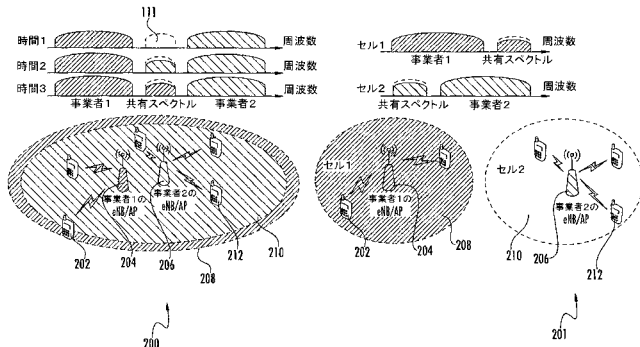 111
時間1
周波数
時間2
周波数
時間3
周波数
事業者1
共有スペクトル
事業者2
事業者1の
eNB/AP
事業者2の
eNB/AP
202
204
206
208
212
210
200
セル1
周波数
事業者1
共有スペクトル
セル2
周波数
共有スペクトル
事業者2
セル1
事業者1の
eNB/AP
202
204
208
セル2
事業者2の
eNB/AP
210
206
212
201